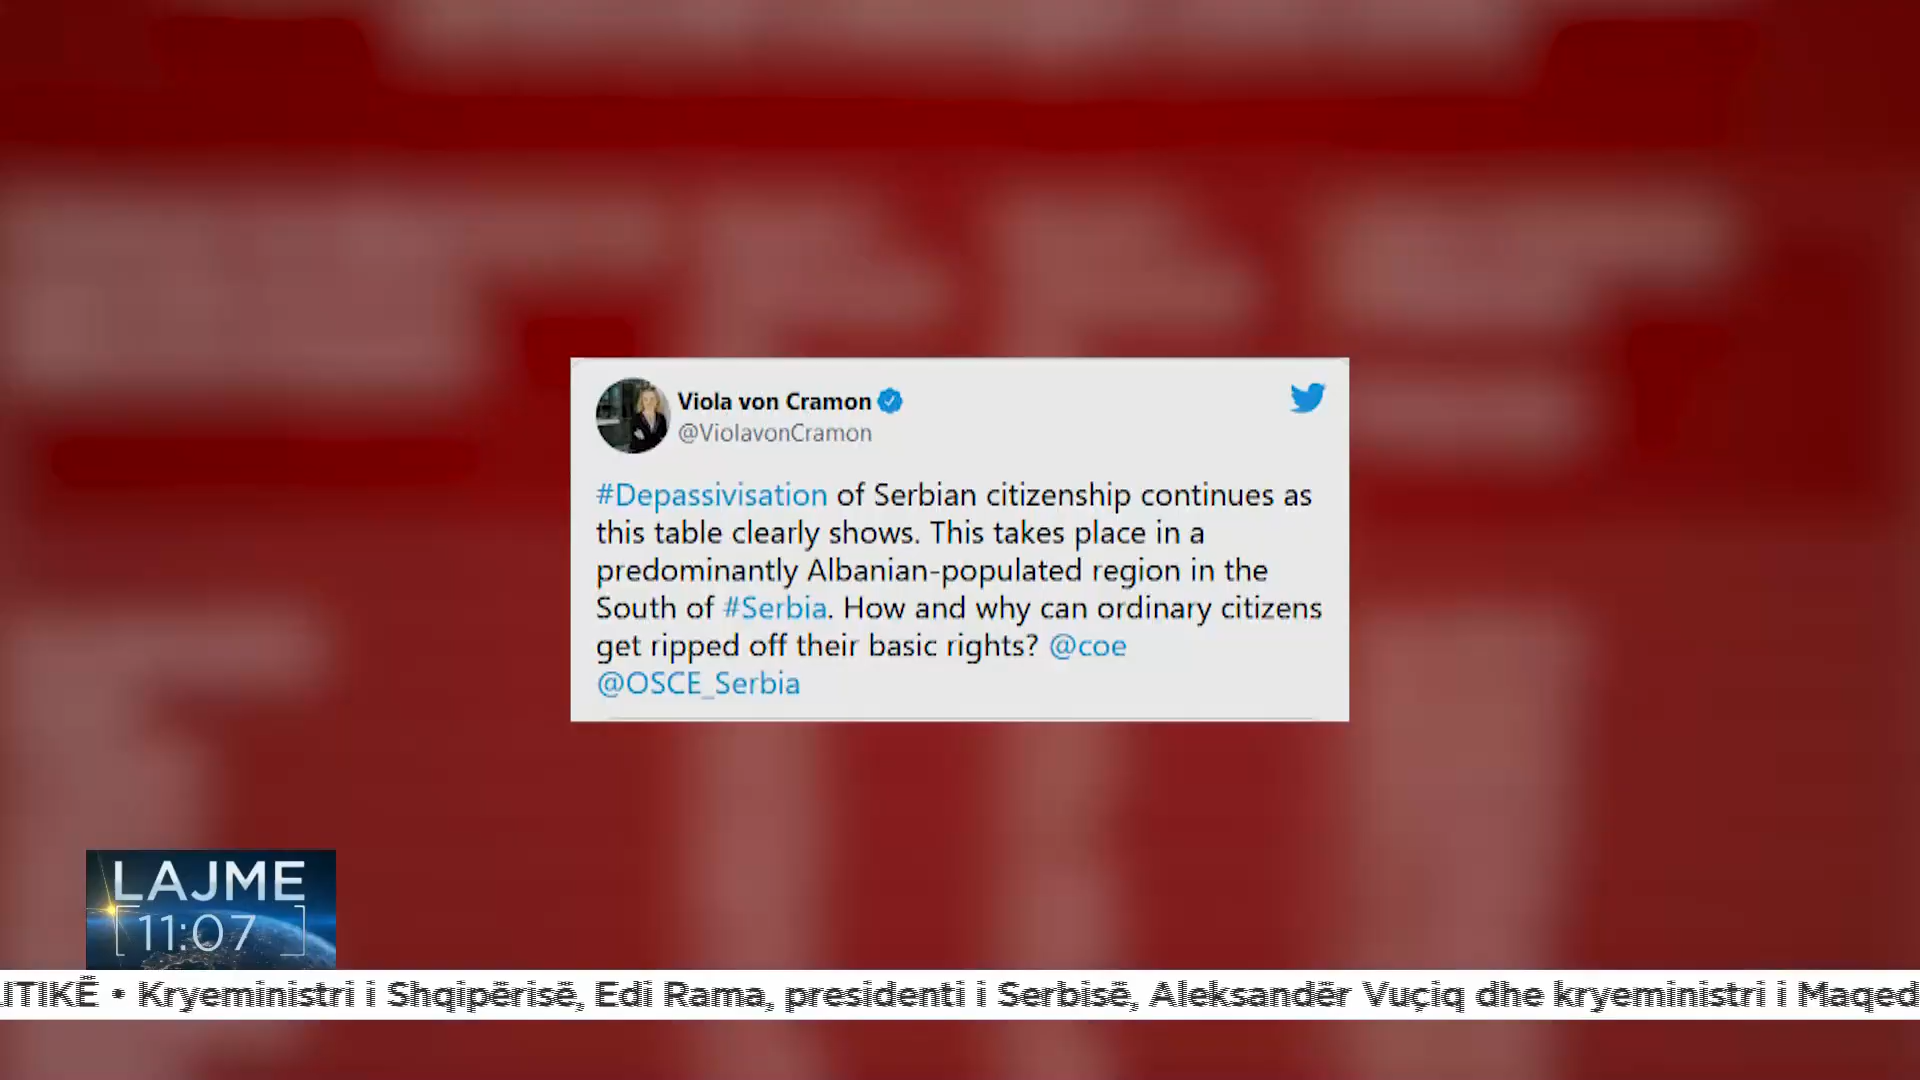 Viola von Cramon
@ViolavonCramon
#Depassivisation of Serbian citizenship continues as
this table clearly shows. This takes place in a
predominantly Albanian-populated region in the
South of #Serbia. How and why can ordinary citizens
get ripped off their basic rights? @coe
@OSCE_Serbia
LAJME
11:07
LITIKË • Kryeministri i Shqipërisë, Edi Rama, presidenti i Serbisë, Aleksandër Vuçiq dhe kryeministri i Maqed